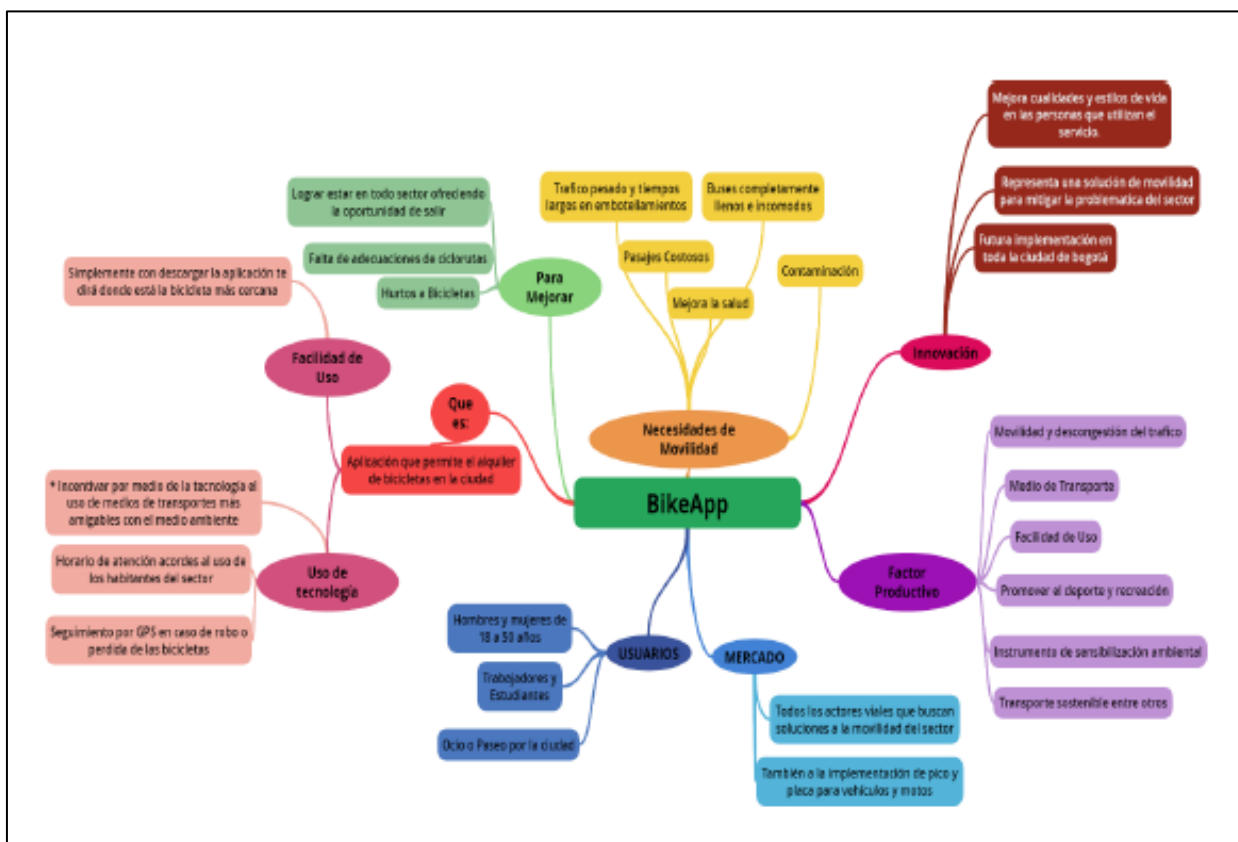 Mejora cualidades y estilos de vida
en las personas que utilizan el
servicio.
Representa una solución de movilidad
para mitigar la problematica del sector
Futura implementación en
toda la ciudad de bogotá
Innovación
Trafico pesado y tiempos
largos en embotellamientos
Buses completamente
llenos e incomodos
Pasajes Costosos
Mejora la salud
Contaminación
Necesidades de
Movilidad
Lograr estar en todo sector ofreciendo
la oportunidad de salir
Falta de adecuaciones de ciclorutas
Hurtos a Bicicletas
Para
Mejorar
Simplemente con descargar la aplicación te
dirá donde está la bicicleta más cercana
Facilidad de
Uso
Que
es:
Aplicación que permite el alquiler
de bicicletas en la ciudad
* Incentivar por medio de la tecnología el
uso de medios de transportes más
amigables con el medio ambiente
Horario de atención acordes al uso de
los habitantes del sector
Seguimiento por GPS en caso de robo o
perdida de las bicicletas
Uso de
tecnología
BikeApp
Movilidad y descongestión del trafico
Medio de Transporte
Facilidad de Uso
Promover el deporte y recreación
Instrumento de sensibilización ambiental
Transporte sostenible entre otros
Factor
Productivo
Hombres y mujeres de
18 a 50 años
Trabajadores y
Estudiantes
Ocio o Paseo por la ciudad
USUARIOS
MERCADO
Todos los actores viales que buscan
soluciones a la movilidad del sector
También a la implementación de pico y
placa para vehículos y motos